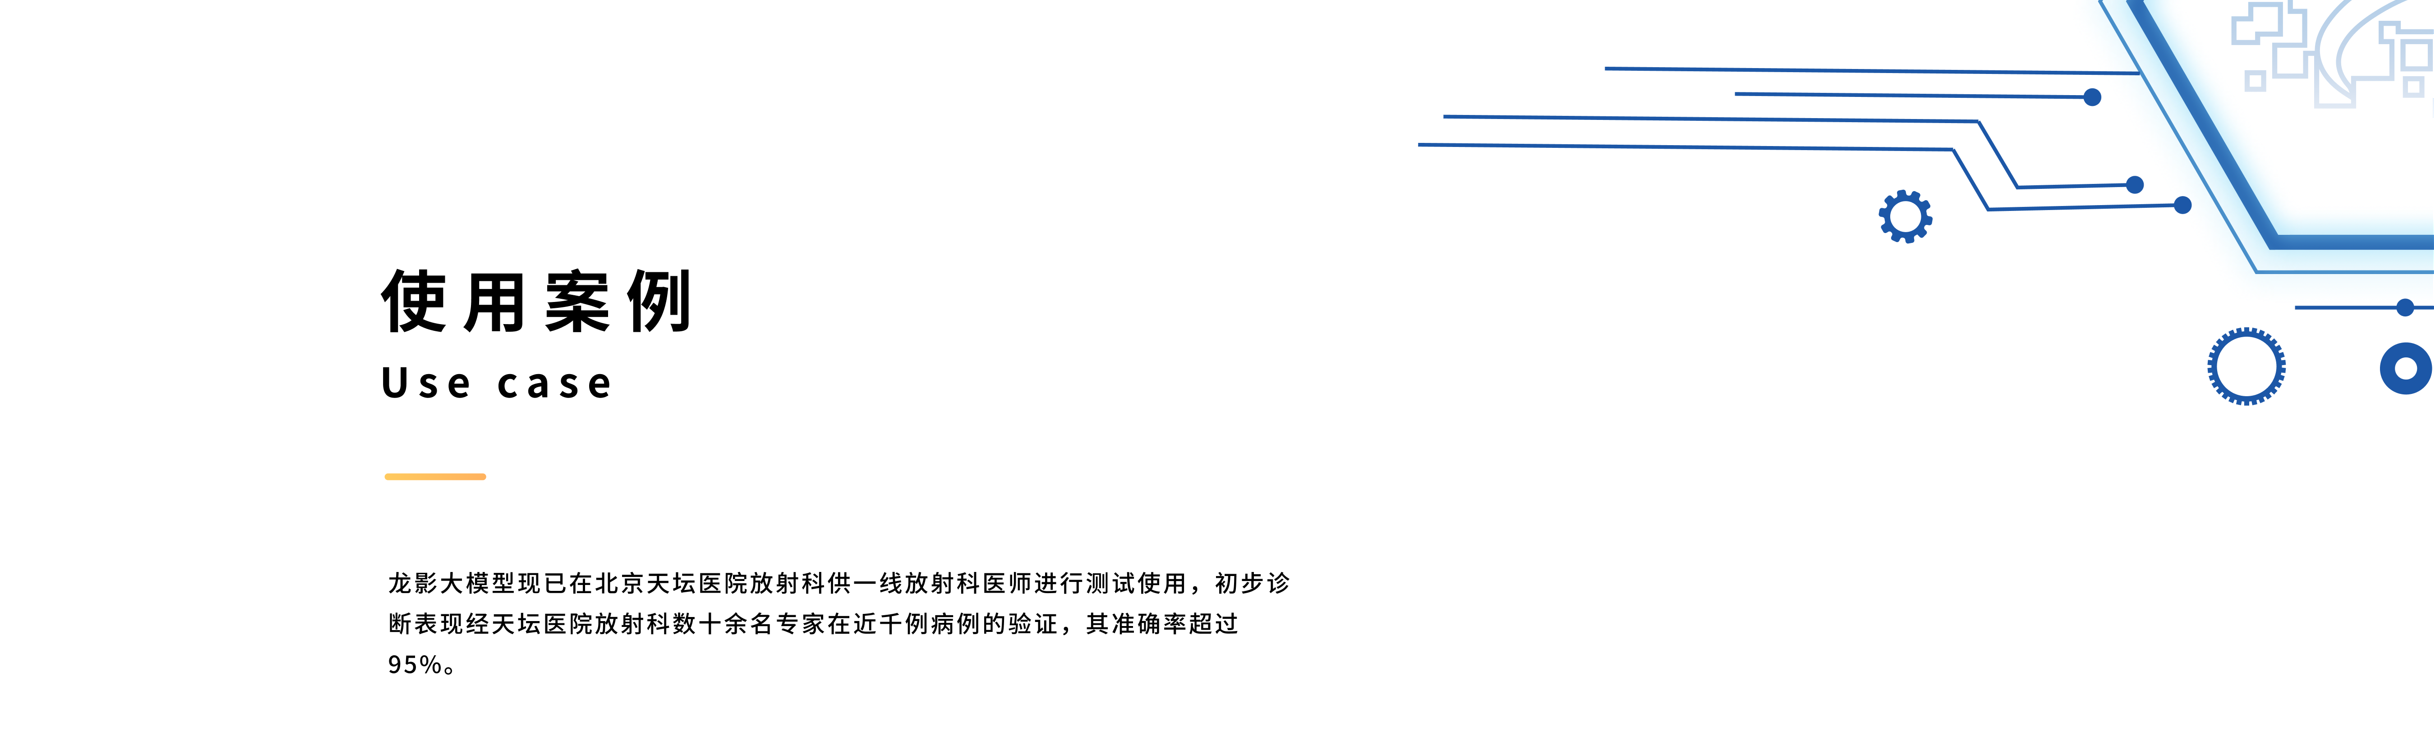 使用案例
Use case
龙影大模型现已在北京天坛医院放射科供一线放射科医师进行测试使用，初步诊
断表现经天坛医院放射科数十余名专家在近千例病例的验证，其准确率超过
95%。